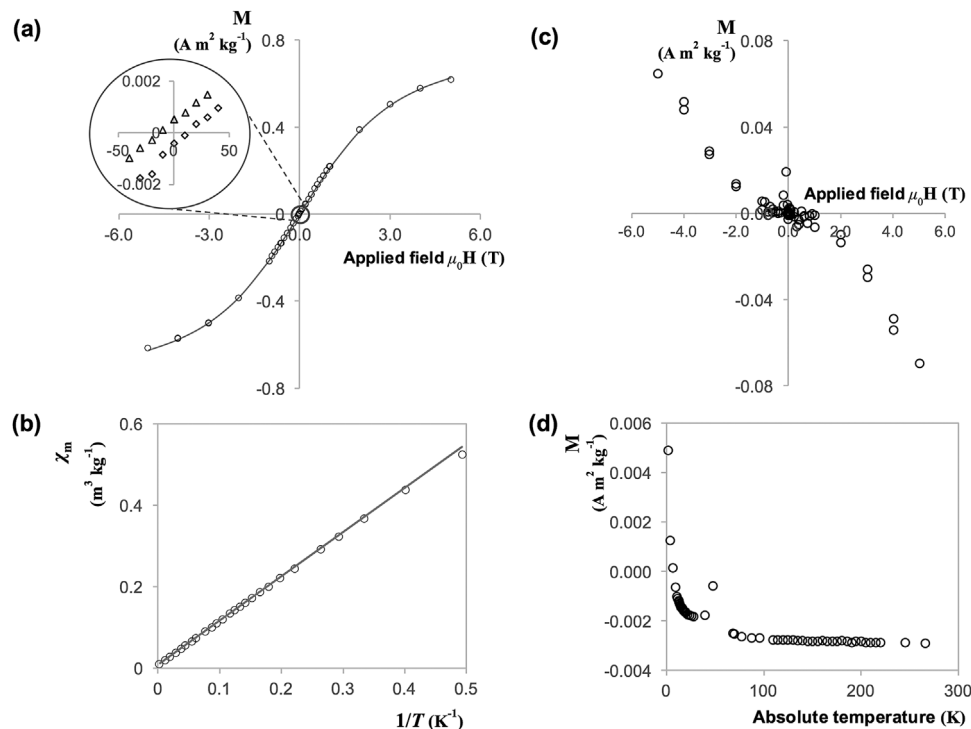 (a)
M
(A m² kg⁻¹)
0.8
0.4
0.0
-0.4
-0.8
-6.0 -3.0 0.0 3.0 6.0
Applied field μ₀H (T)
0.002
0
-0.002
-50 0 50
(c)
M
(A m² kg⁻¹)
0.08
0.04
0.00
-0.04
-0.08
Applied field μ₀H (T)
-6.0 -4.0 -2.0 0.0 2.0 4.0 6.0
(b)
χₘ
(m³ kg⁻¹)
0.6
0.4
0.2
0
0 0.1 0.2 0.3 0.4 0.5
1/T (K⁻¹)
(d)
M
(A m² kg⁻¹)
0.006
0.004
0.002
0.000
-0.002
-0.004
0 100 200 300
Absolute temperature (K)